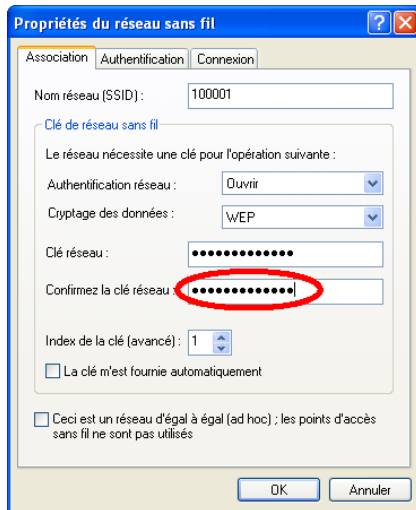 Propriétés du réseau sans fil
Association Authentification Connexion
Nom réseau (SSID) : 100001
Clé de réseau sans fil
Le réseau nécessite une clé pour l'opération suivante :
Authentification réseau : Ouvrir
Cryptage des données : WEP
Clé réseau : •••••••••••••
Confirmez la clé réseau : •••••••••••••
Index de la clé (avancé) : 1
La clé m'est fournie automatiquement
Ceci est un réseau d'égal à égal (ad hoc) ; les points d'accès
sans fil ne sont pas utilisés
OK Annuler